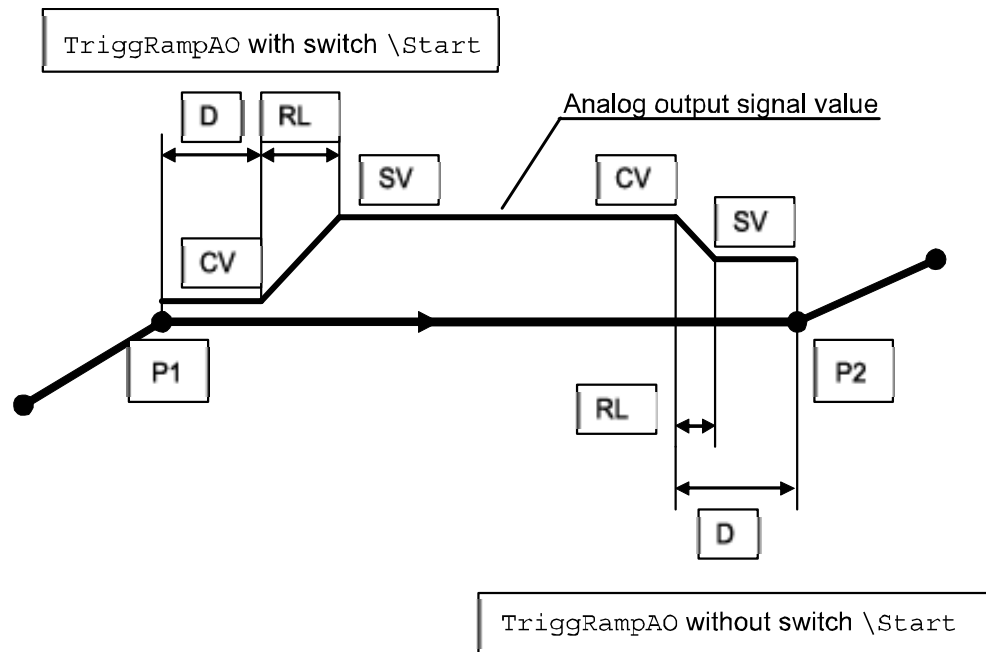 TriggRampAO with switch \Start
D
RL
Analog output signal value
SV
CV
SV
CV
P1
P2
RL
D
TriggRampAO without switch \Start